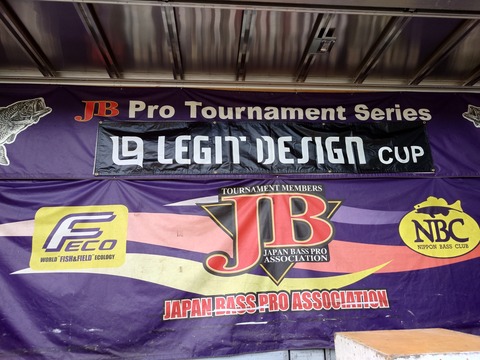 JB Pro Tournament Series
LEGIT DESIGN CUP
TOURNAMENT MEMBERS
JB
JAPAN BASS PRO
ASSOCIATION
F
ECO
WORLD "FISH&FIELD" ECOLOGY
NBC
NIPPON BASS CLUB
JAPAN BASS PRO ASSOCIATION